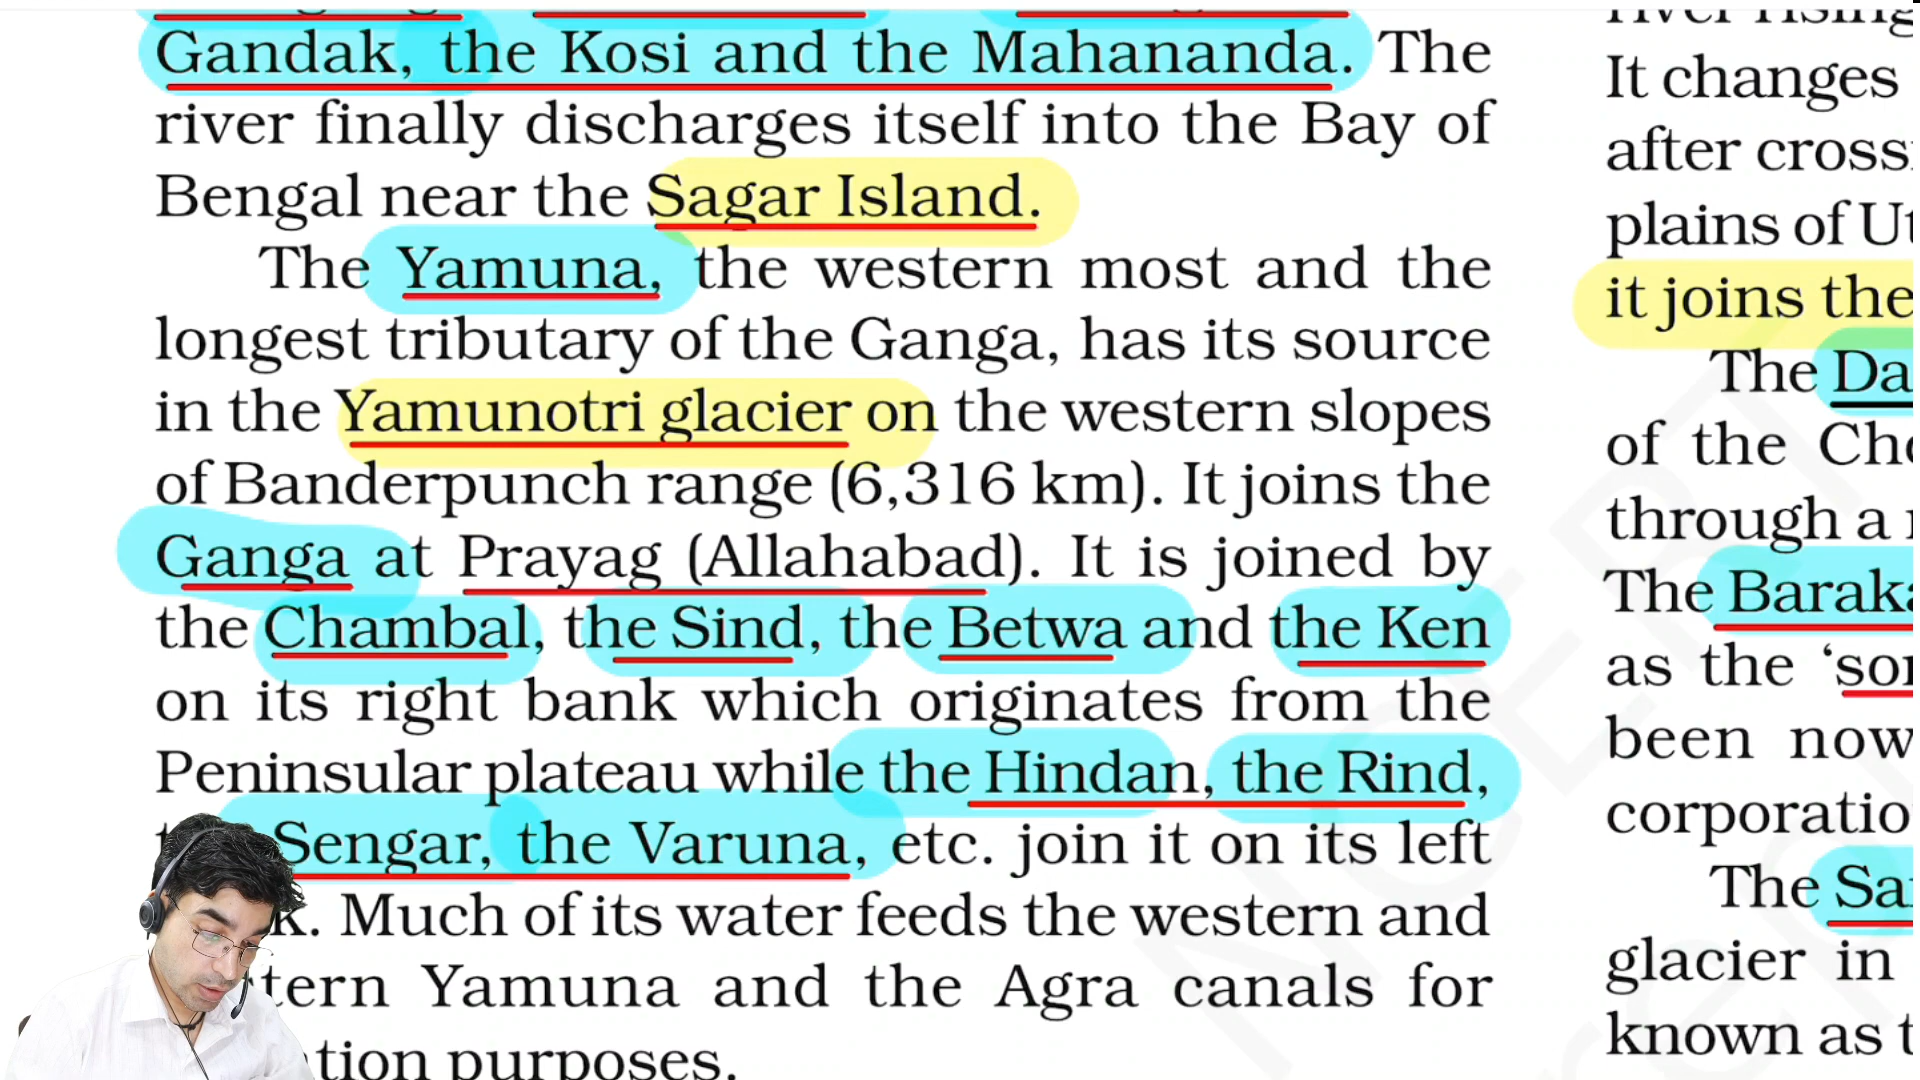 Gandak, the Kosi and the Mahananda. The
river finally discharges itself into the Bay of
Bengal near the Sagar Island.
The Yamuna, the western most and the
longest tributary of the Ganga, has its source
in the Yamunotri glacier on the western slopes
of Banderpunch range (6,316 km). It joins the
Ganga at Prayag (Allahabad). It is joined by
the Chambal, the Sind, the Betwa and the Ken
on its right bank which originates from the
Peninsular plateau while the Hindan, the Rind,
Sengar, the Varuna, etc. join it on its left
k. Much of its water feeds the western and
tern Yamuna and the Agra canals for
tion purposes.
river rising
It changes
after cross
plains of Ut
it joins the
The Da
of the Cho
through a
The Baraka
as the ‘sor
been now
corporatio
The Sa
glacier in
known as t
NCERT